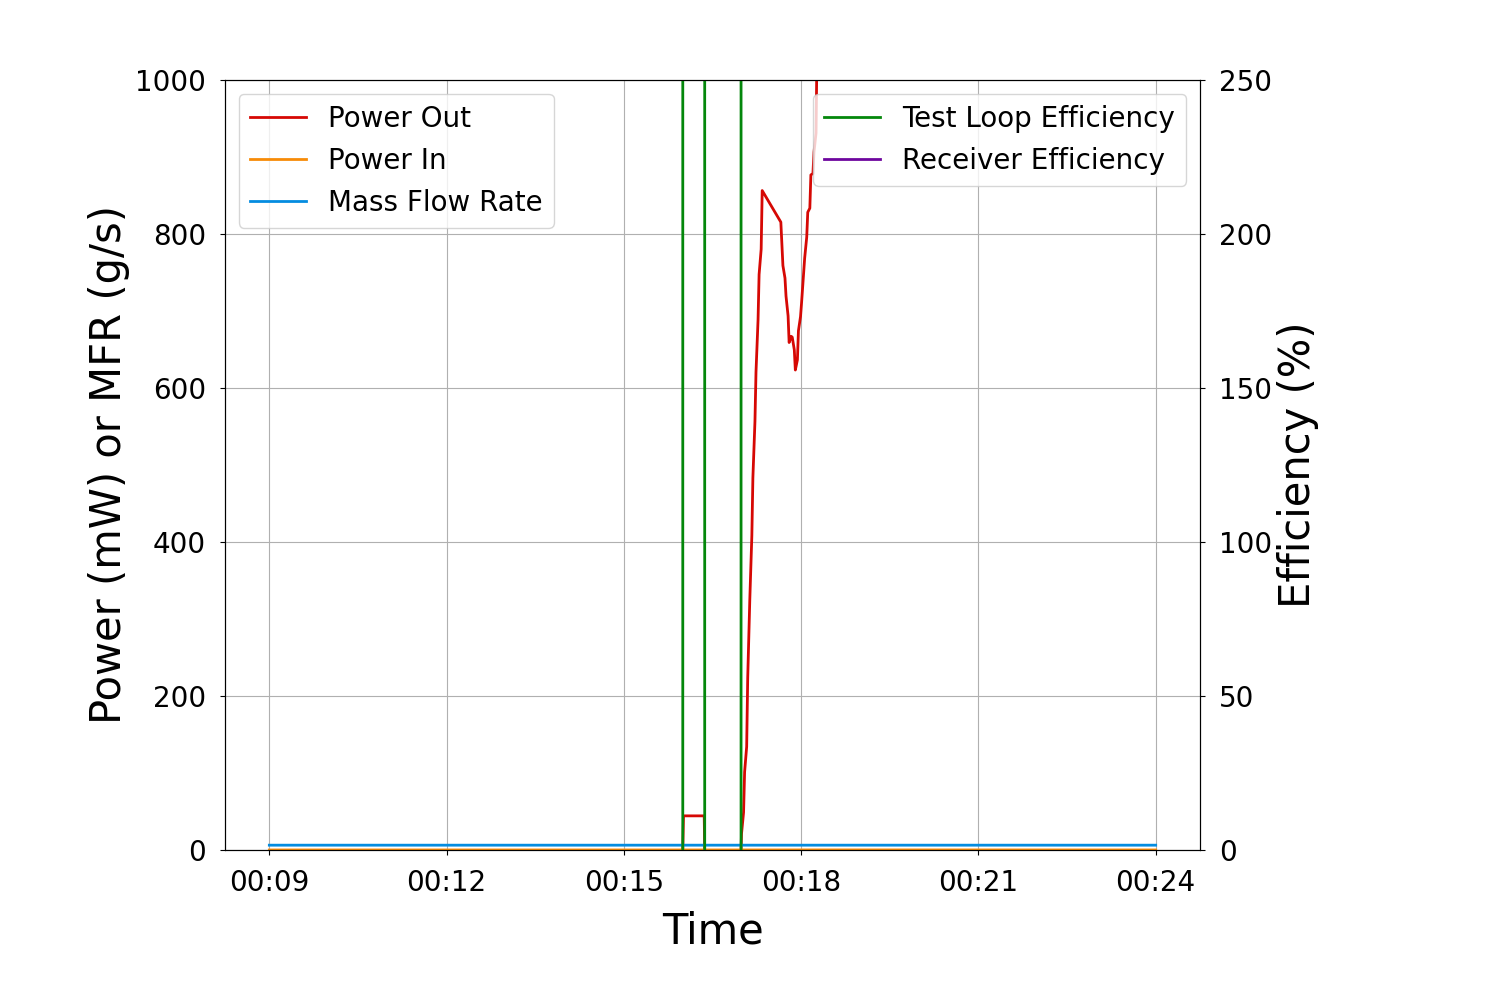 1000
800
600
400
200
0
Power (mW) or MFR (g/s)
Power Out
Power In
Mass Flow Rate
Test Loop Efficiency
Receiver Efficiency
250
200
150
100
50
0
Efficiency (%)
00:09 00:12 00:15 00:18 00:21 00:24
Time